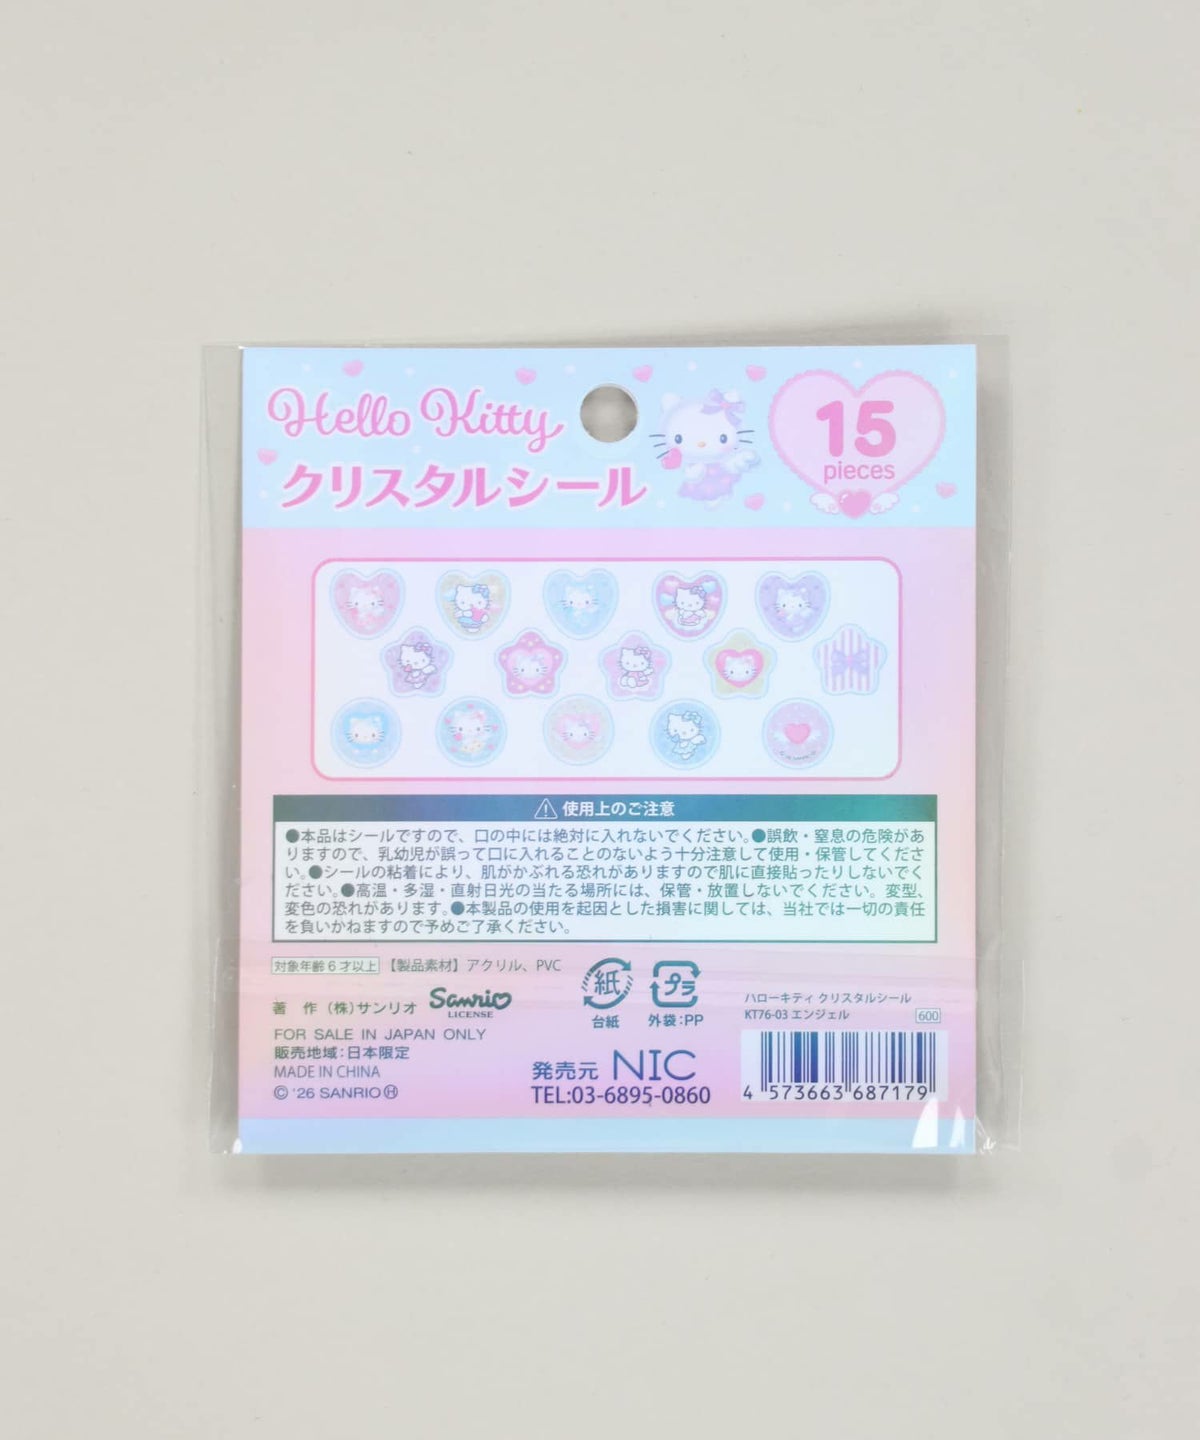 Hello Kitty
クリスタルシール
15
pieces
⚠ 使用上のご注意
●本品はシールですので、口の中には絶対に入れないでください。●誤飲・窒息の危険があ
りますので、乳幼児が誤って口に入れることのないよう十分注意して使用・保管してくださ
い。●シールの粘着により、肌がかぶれる恐れがありますので肌に直接貼ったりしないでく
ださい。●高温・多湿・直射日光の当たる場所には、保管・放置しないでください。変型、
変色の恐れがあります。●本製品の使用を起因とした損害に関しては、当社では一切の責任
を負いかねますので予めご了承ください。
対象年齢6才以上 【製品素材】アクリル、PVC
著 作 (株)サンリオ Sanrio
LICENSE
FOR SALE IN JAPAN ONLY
販売地域:日本限定
MADE IN CHINA
© '26 SANRIO Ⓗ
紙
台紙
プラ
外袋:PP
発売元 NIC
TEL:03-6895-0860
ハローキティ クリスタルシール
KT76-03 エンジェル 600
4 573663 687179